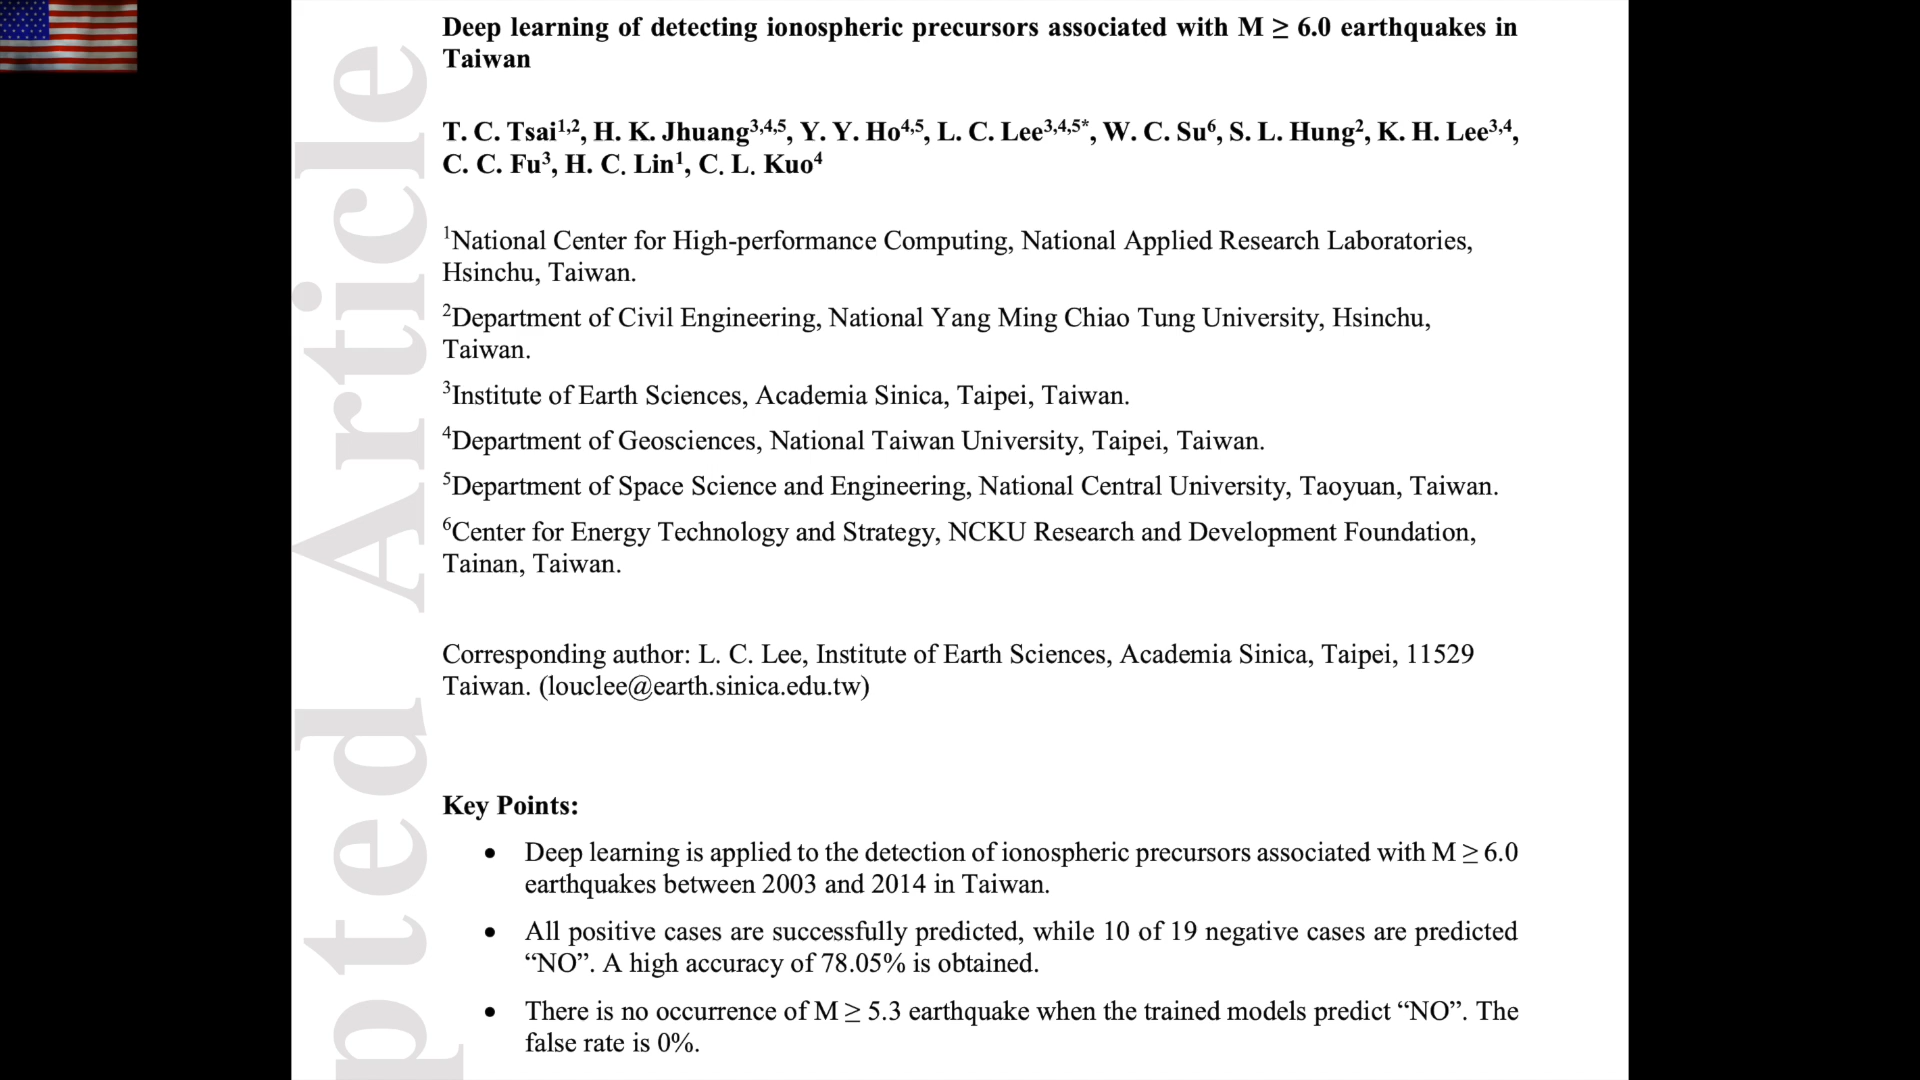 Deep learning of detecting ionospheric precursors associated with M ≥ 6.0 earthquakes in
Taiwan
T. C. Tsai1,2, H. K. Jhuang3,4,5, Y. Y. Ho4,5, L. C. Lee3,4,5*, W. C. Su6, S. L. Hung2, K. H. Lee3,4,
C. C. Fu3, H. C. Lin1, C. L. Kuo4
1National Center for High-performance Computing, National Applied Research Laboratories,
Hsinchu, Taiwan.
2Department of Civil Engineering, National Yang Ming Chiao Tung University, Hsinchu,
Taiwan.
3Institute of Earth Sciences, Academia Sinica, Taipei, Taiwan.
4Department of Geosciences, National Taiwan University, Taipei, Taiwan.
5Department of Space Science and Engineering, National Central University, Taoyuan, Taiwan.
6Center for Energy Technology and Strategy, NCKU Research and Development Foundation,
Tainan, Taiwan.
Corresponding author: L. C. Lee, Institute of Earth Sciences, Academia Sinica, Taipei, 11529
Taiwan. (louclee@earth.sinica.edu.tw)
Key Points:
• Deep learning is applied to the detection of ionospheric precursors associated with M ≥ 6.0
earthquakes between 2003 and 2014 in Taiwan.
• All positive cases are successfully predicted, while 10 of 19 negative cases are predicted
“NO”. A high accuracy of 78.05% is obtained.
• There is no occurrence of M ≥ 5.3 earthquake when the trained models predict “NO”. The
false rate is 0%.
pted Article